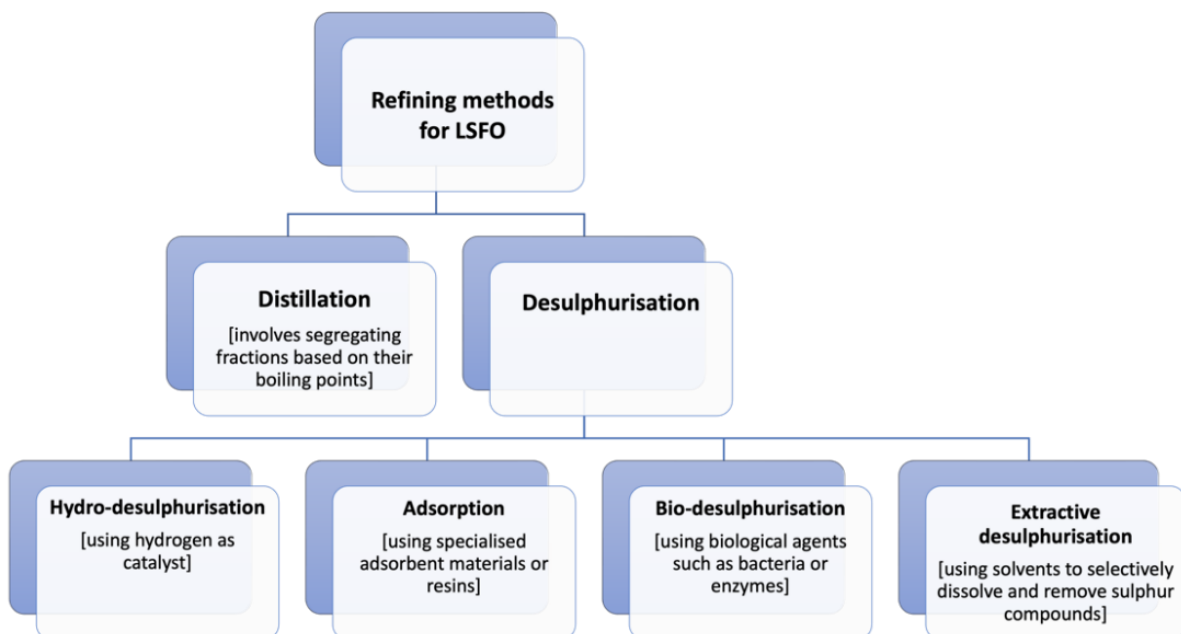 Refining methods
for LSFO
Distillation
[involves segregating
fractions based on their
boiling points]
Desulphurisation
Hydro-desulphurisation
[using hydrogen as
catalyst]
Adsorption
[using specialised
adsorbent materials or
resins]
Bio-desulphurisation
[using biological agents
such as bacteria or
enzymes]
Extractive
desulphurisation
[using solvents to selectively
dissolve and remove sulphur
compounds]